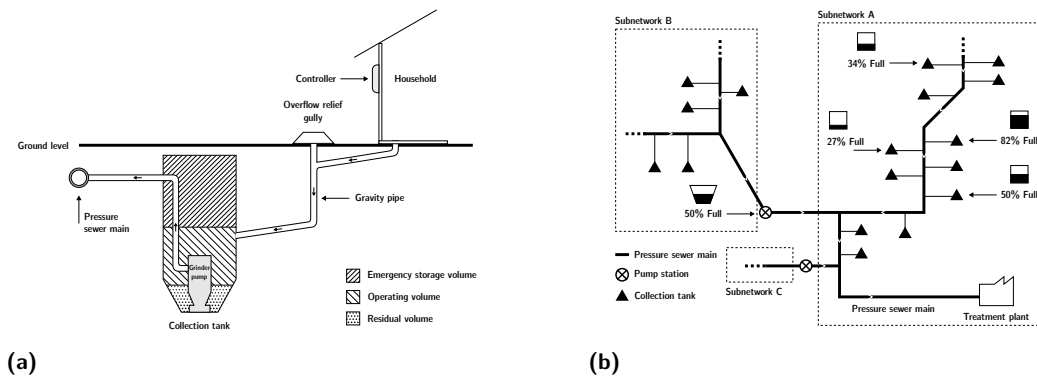 Controller
Household
Overflow relief
gully
Ground level
Gravity pipe
Pressure
sewer main
Grinder
pump
Collection tank
Emergency storage volume
Operating volume
Residual volume
(a)
Subnetwork B
Subnetwork A
34% Full
27% Full
82% Full
50% Full
50% Full
Pressure sewer main
Pump station
Collection tank
Subnetwork C
Pressure sewer main
Treatment plant
(b)